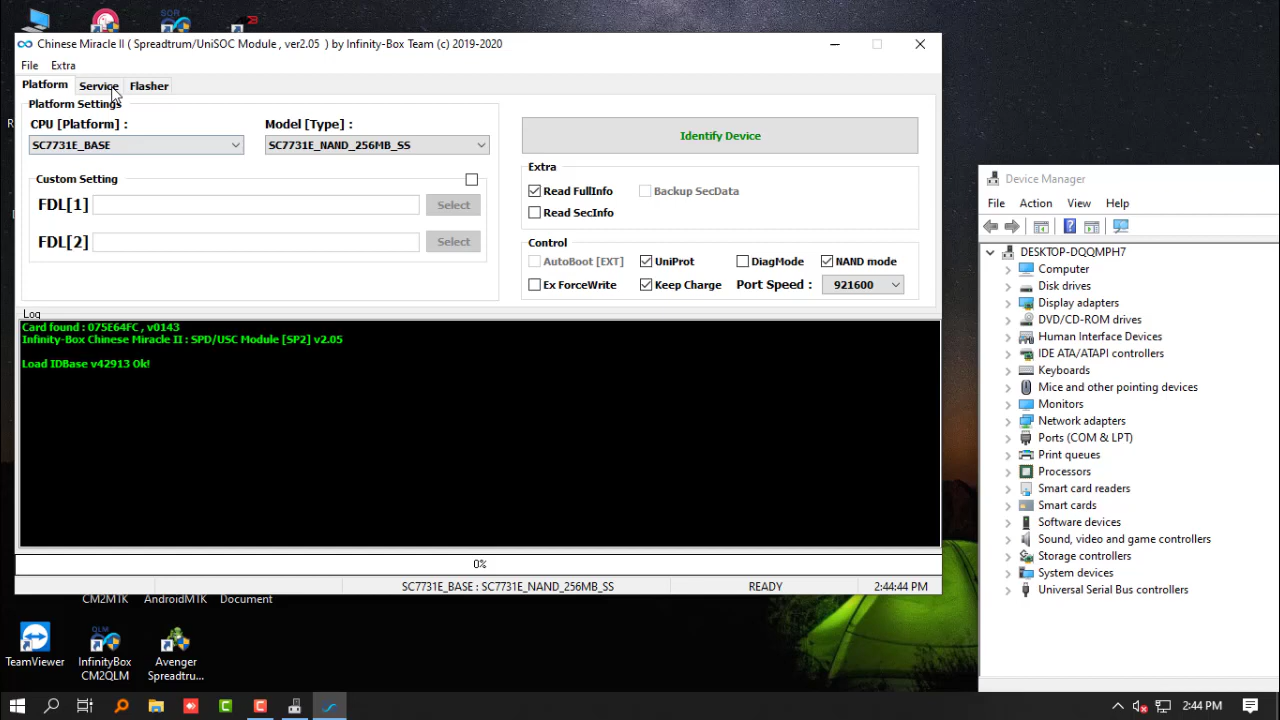 Chinese Miracle II ( Spreadtrum/UniSOC Module , ver2.05 ) by Infinity-Box Team (c) 2019-2020
File Extra
Platform Service Flasher
Platform Settings
CPU [Platform] : Model [Type] :
SC7731E_BASE SC7731E_NAND_256MB_SS
Custom Setting
FDL[1] Select
FDL[2] Select
Identify Device
Extra
Read FullInfo Backup SecData
Read SecInfo
Control
AutoBoot [EXT] UniProt DiagMode NAND mode
Ex ForceWrite Keep Charge Port Speed : 921600
Log
Card found : 075E64FC , v0143
Infinity-Box Chinese Miracle II : SPD/USC Module [SP2] v2.05
Load IDBase v42913 Ok!
0%
SC7731E_BASE : SC7731E_NAND_256MB_SS READY 2:44:44 PM
Device Manager
File Action View Help
DESKTOP-DQQMPH7
Computer
Disk drives
Display adapters
DVD/CD-ROM drives
Human Interface Devices
IDE ATA/ATAPI controllers
Keyboards
Mice and other pointing devices
Monitors
Network adapters
Ports (COM & LPT)
Print queues
Processors
Smart card readers
Smart cards
Software devices
Sound, video and game controllers
Storage controllers
System devices
Universal Serial Bus controllers
CM2MTK AndroidMTK Document
TeamViewer InfinityBox CM2QLM Avenger Spreadtru...
2:44 PM